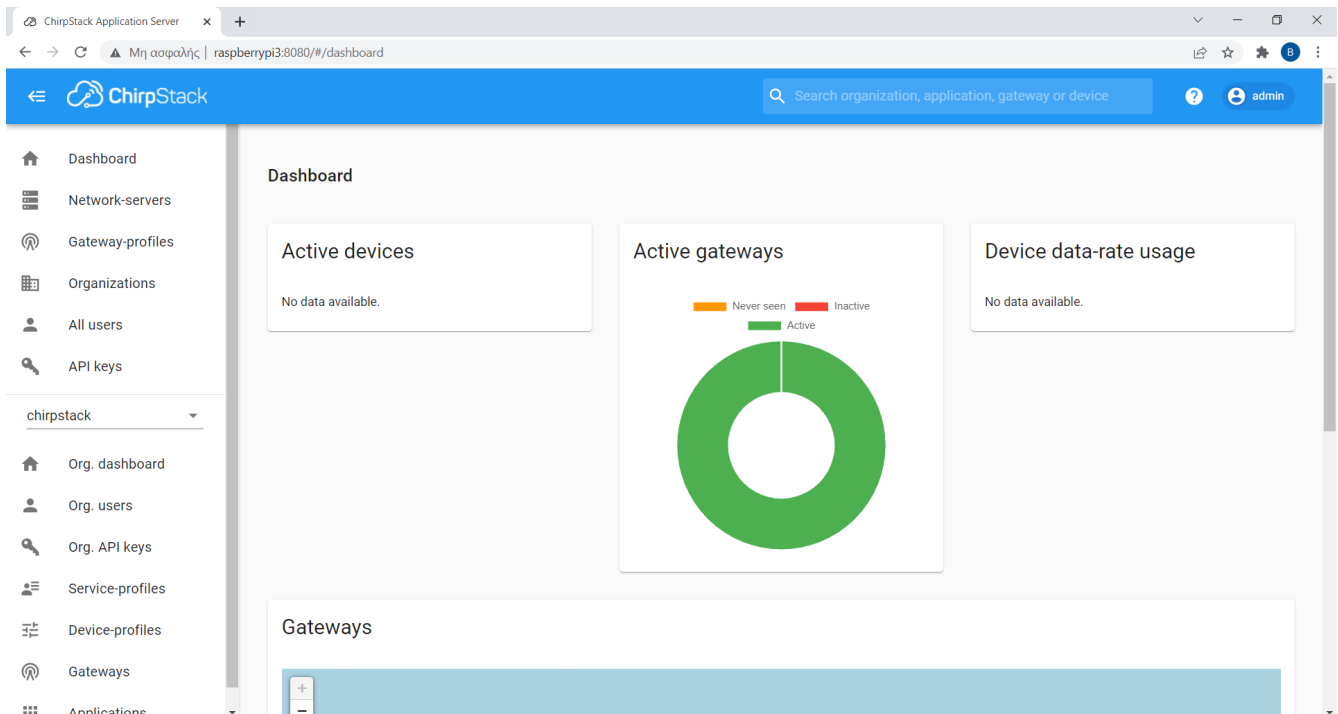 ChirpStack Application Server
Μη ασφαλής | raspberrypi3:8080/#/dashboard
B
ChirpStack
Search organization, application, gateway or device
?
admin
Dashboard
Network-servers
Gateway-profiles
Organizations
All users
API keys
chirpstack
Org. dashboard
Org. users
Org. API keys
Service-profiles
Device-profiles
Gateways
Applications
Dashboard
Active devices
No data available.
Active gateways
Never seen
Inactive
Active
Device data-rate usage
No data available.
Gateways
+
−